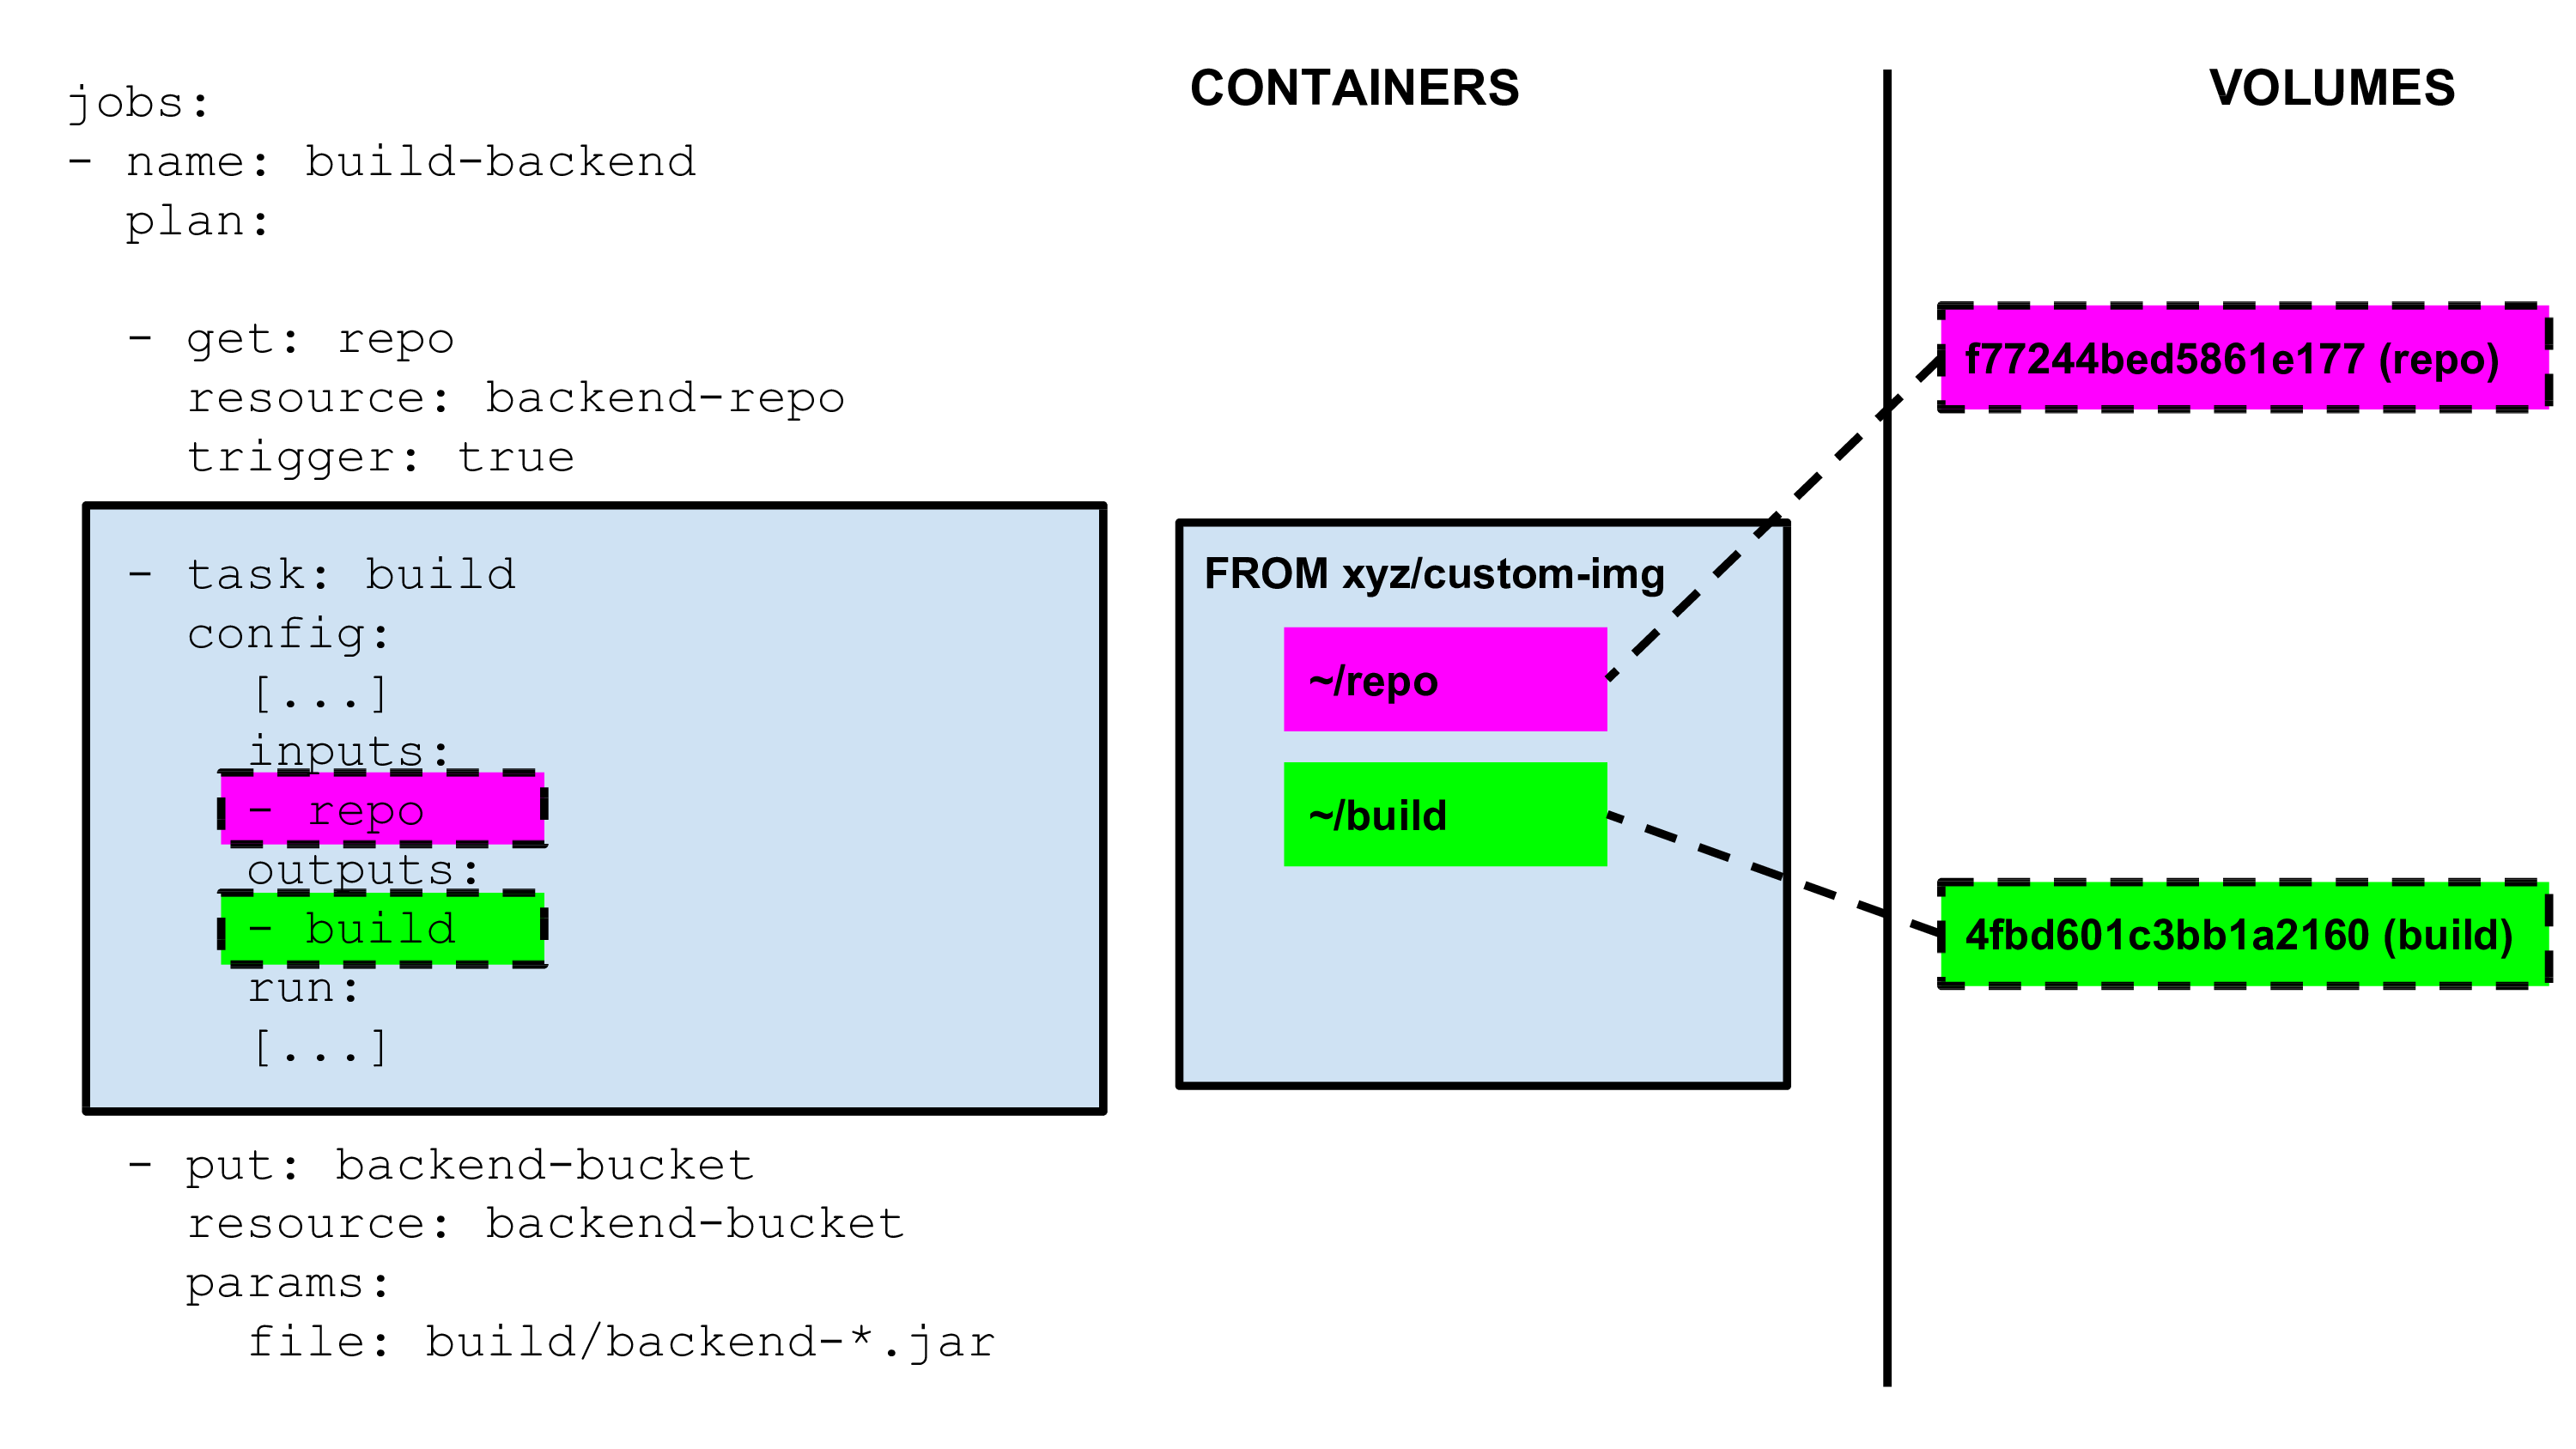 jobs:
- name: build-backend
  plan:
  - get: repo
    resource: backend-repo
    trigger: true
  - task: build
    config:
      [...]
      inputs:
      - repo
      outputs:
      - build
      run:
      [...]
  - put: backend-bucket
    resource: backend-bucket
    params:
      file: build/backend-*.jar
CONTAINERS
FROM xyz/custom-img
~/repo
~/build
VOLUMES
f77244bed5861e177 (repo)
4fbd601c3bb1a2160 (build)